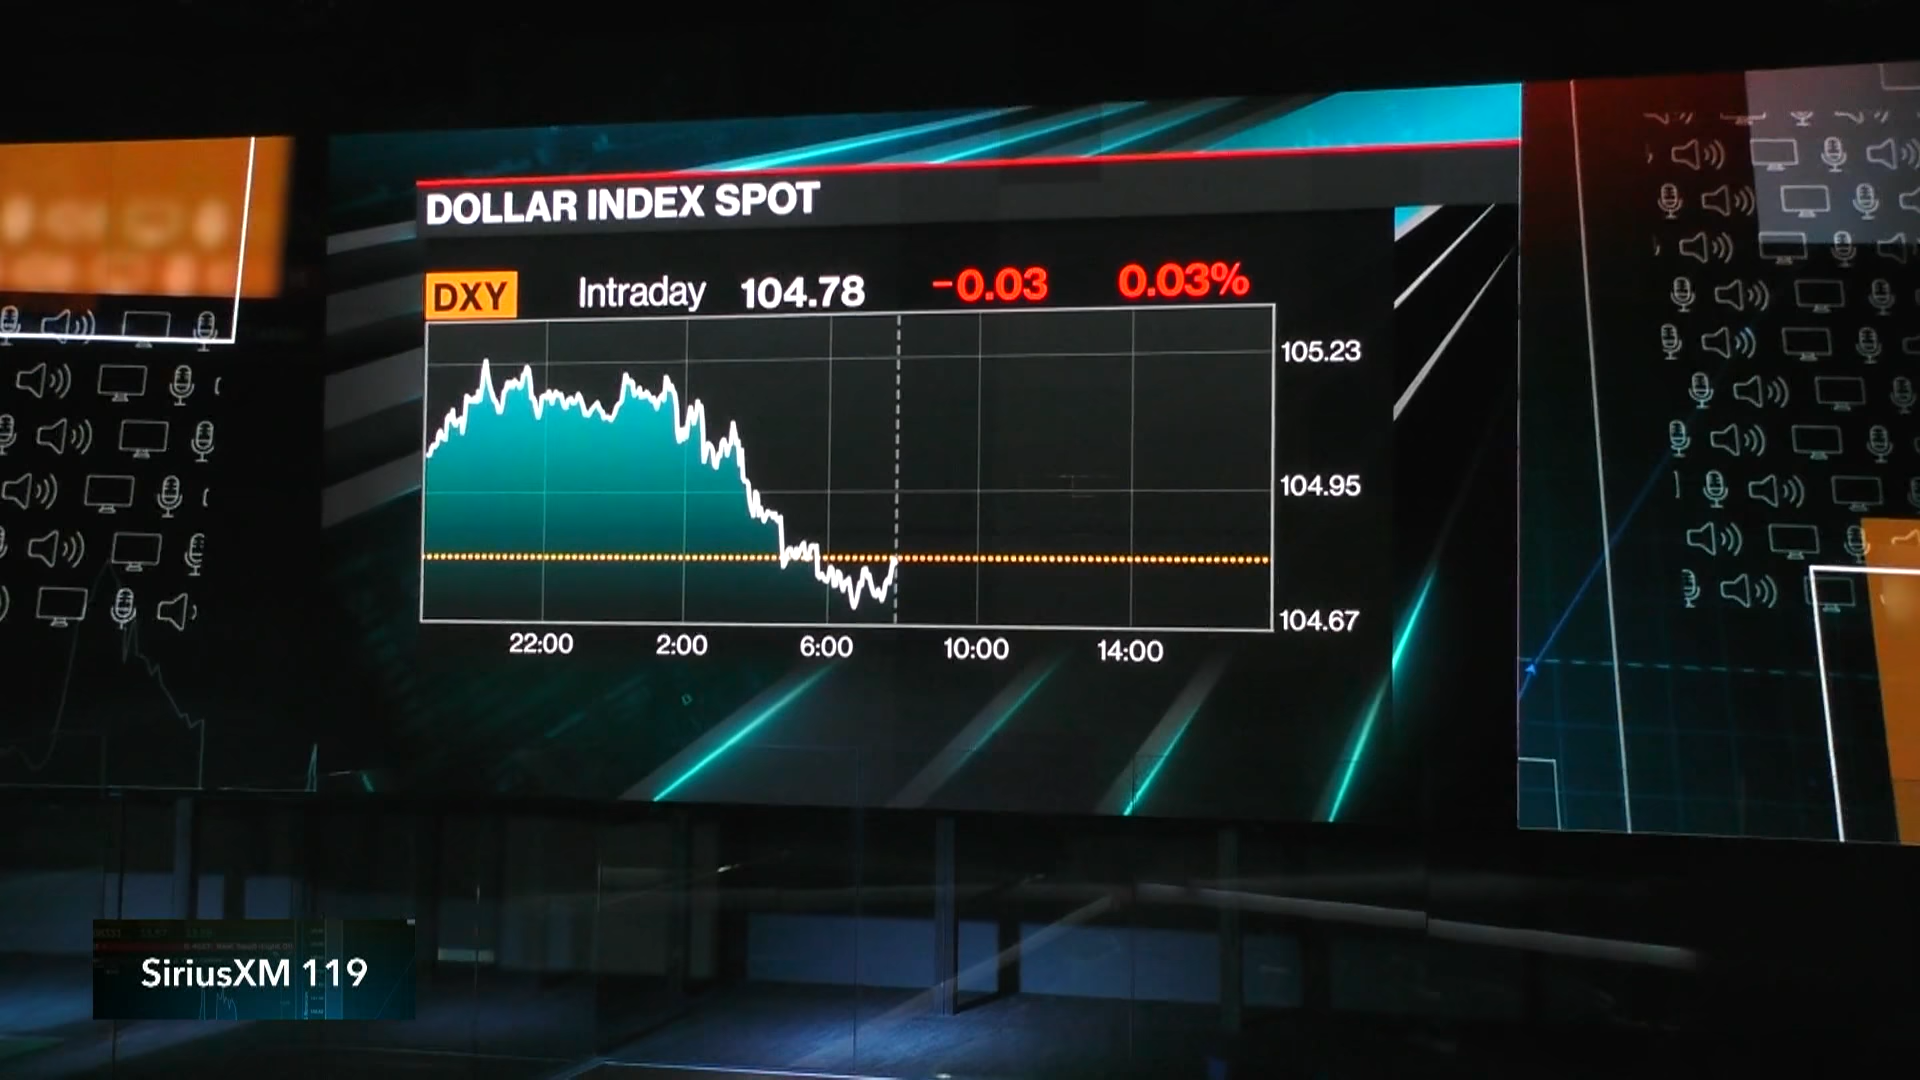 DOLLAR INDEX SPOT
DXY Intraday 104.78 -0.03 0.03%
105.23
104.95
104.67
22:00 2:00 6:00 10:00 14:00
SiriusXM 119